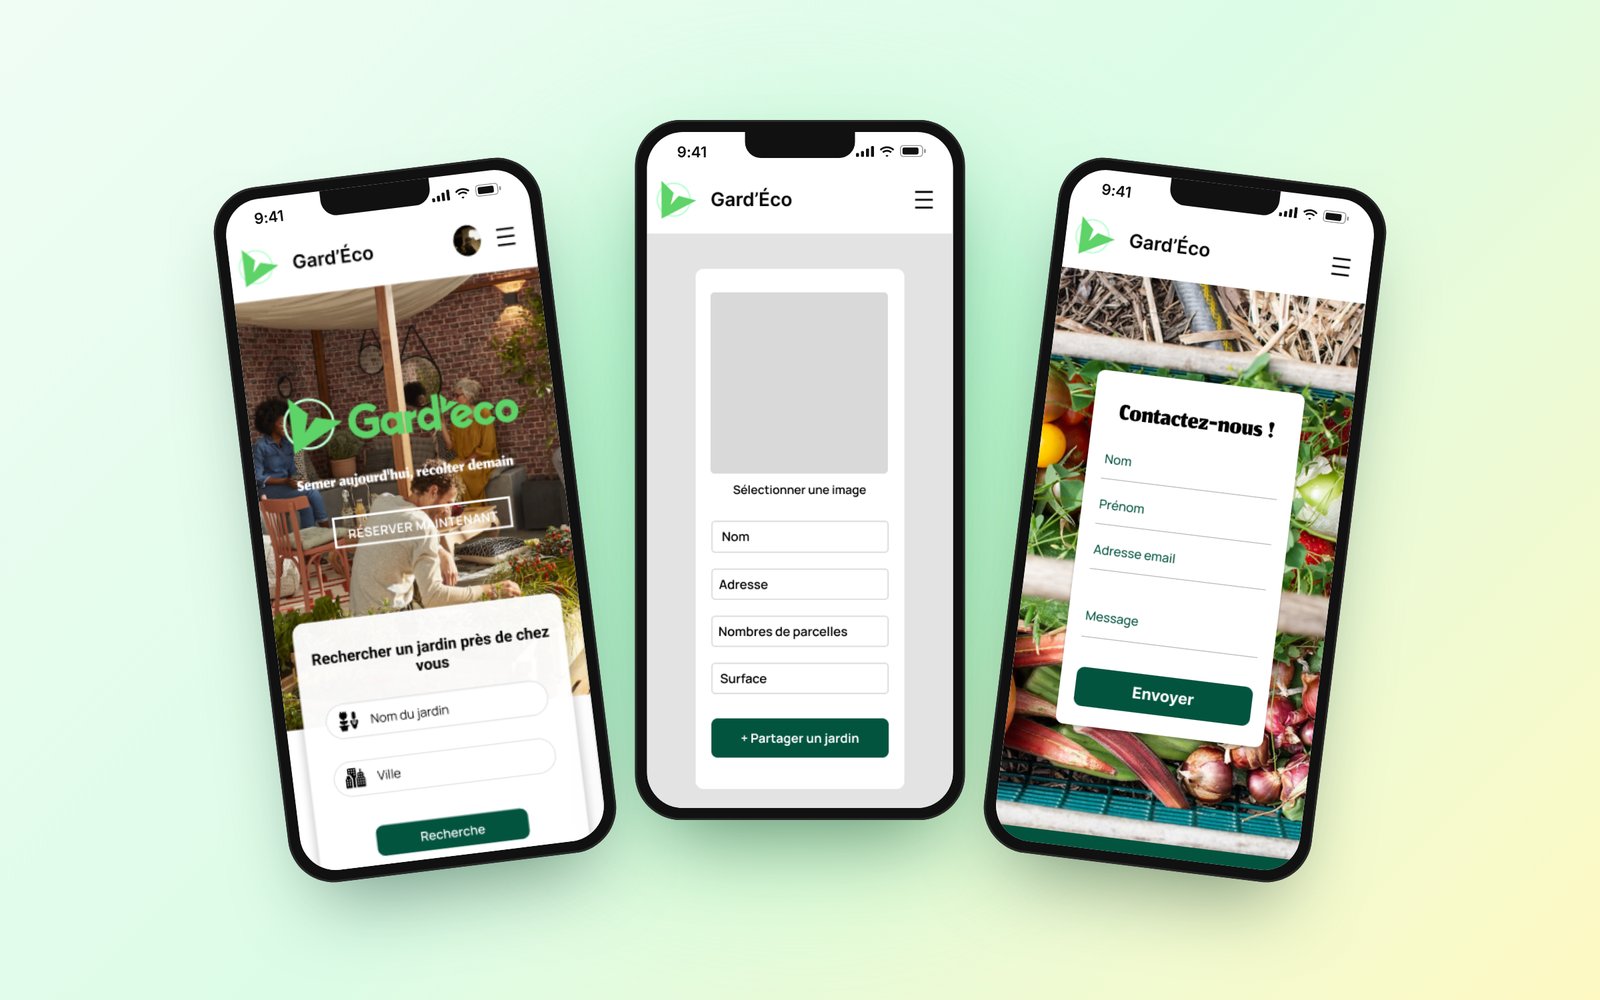 9:41
Gard'Éco
Gard'eco
Semer aujourd'hui, récolter demain
RÉSERVER MAINTENANT
Rechercher un jardin près de chez
vous
Nom du jardin
Ville
Recherche
9:41
Gard'Éco
Sélectionner une image
Nom
Adresse
Nombres de parcelles
Surface
+ Partager un jardin
9:41
Gard'Éco
Contactez-nous !
Nom
Prénom
Adresse email
Message
Envoyer